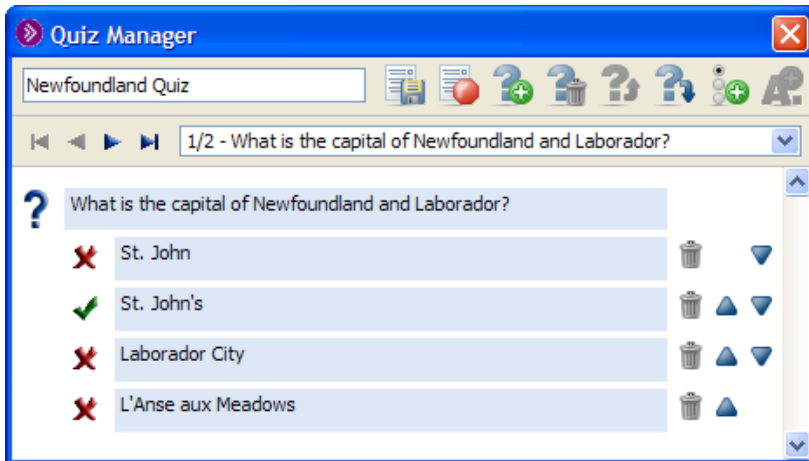 Quiz Manager
Newfoundland Quiz
1/2 - What is the capital of Newfoundland and Laborador?
What is the capital of Newfoundland and Laborador?
St. John
St. John's
Laborador City
L'Anse aux Meadows